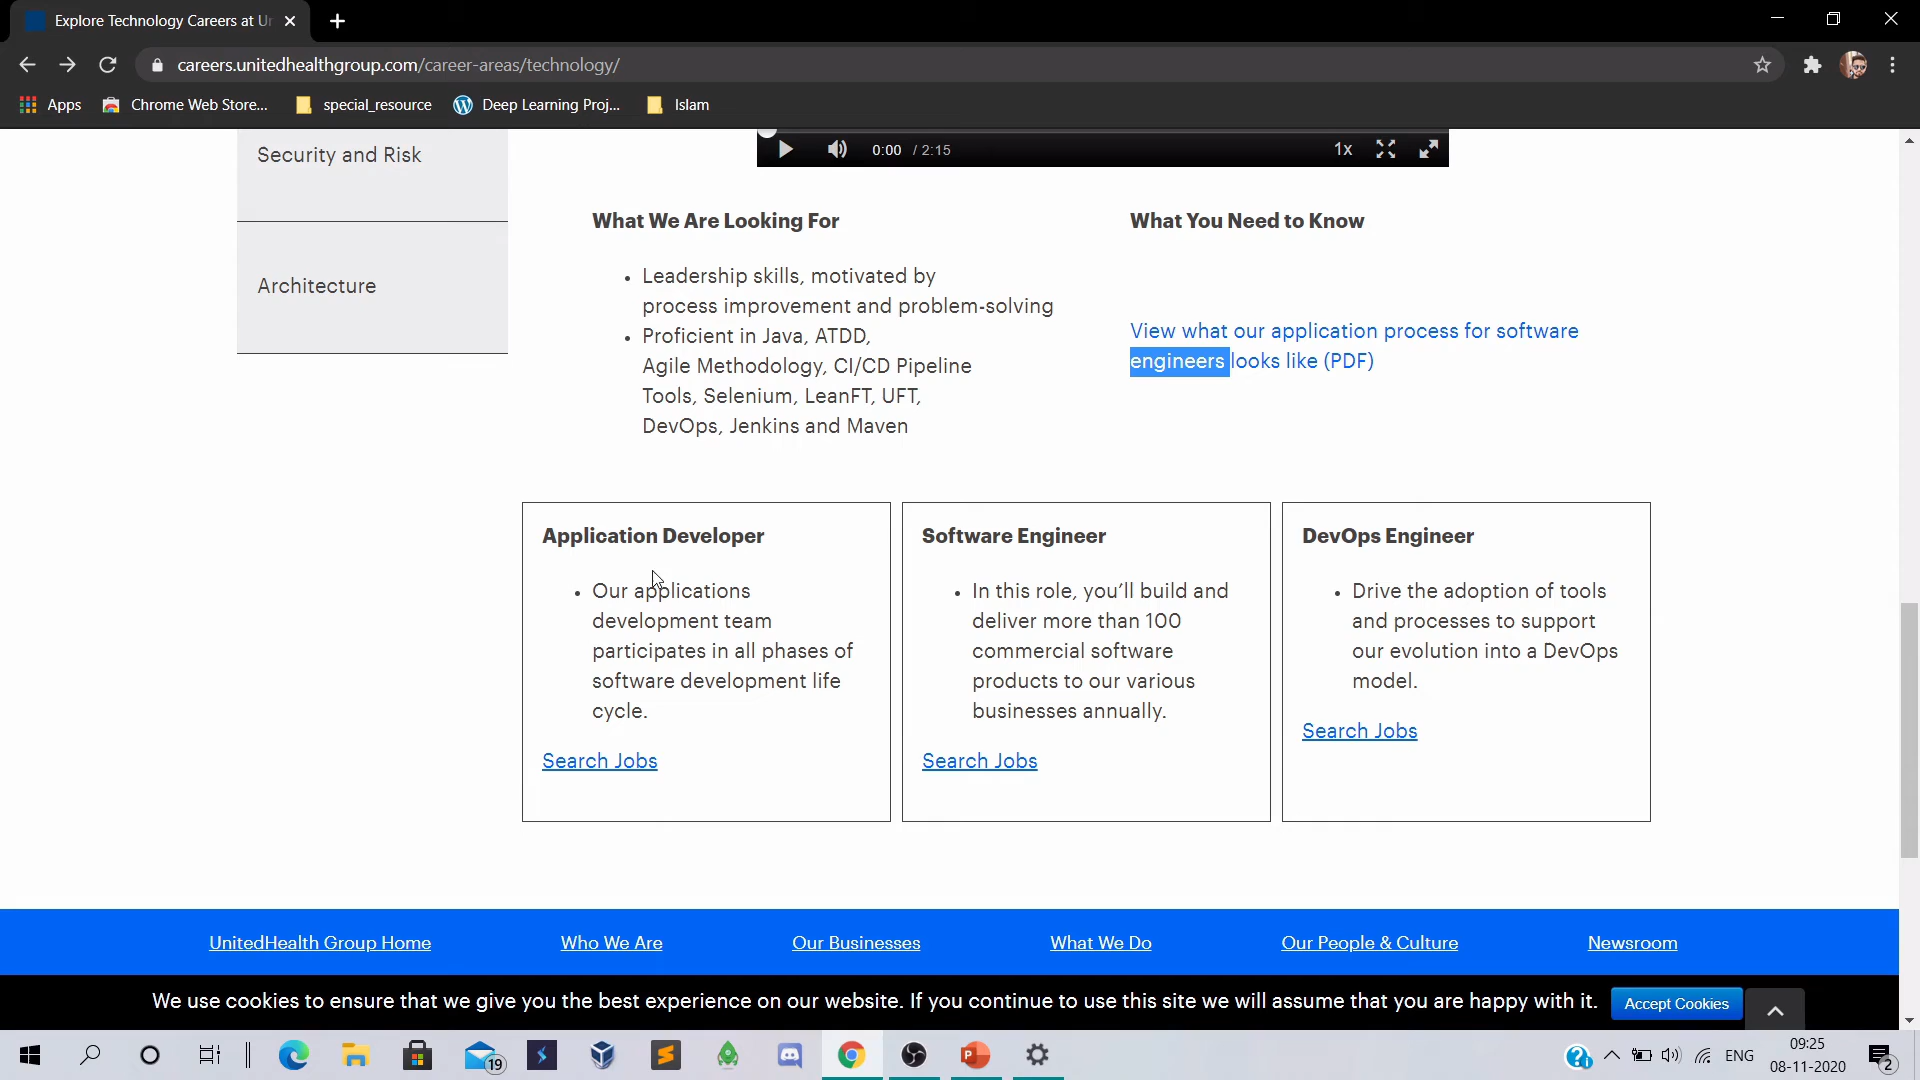 Explore Technology Careers at Un
careers.unitedhealthgroup.com/career-areas/technology/
Apps
Chrome Web Store...
special_resource
Deep Learning Proj...
Islam
Security and Risk
Architecture
0:00 / 2:15
1x
What We Are Looking For
Leadership skills, motivated by
process improvement and problem-solving
Proficient in Java, ATDD,
Agile Methodology, CI/CD Pipeline
Tools, Selenium, LeanFT, UFT,
DevOps, Jenkins and Maven
What You Need to Know
View what our application process for software
engineers looks like (PDF)
Application Developer
Our applications
development team
participates in all phases of
software development life
cycle.
Search Jobs
Software Engineer
In this role, you’ll build and
deliver more than 100
commercial software
products to our various
businesses annually.
Search Jobs
DevOps Engineer
Drive the adoption of tools
and processes to support
our evolution into a DevOps
model.
Search Jobs
UnitedHealth Group Home
Who We Are
Our Businesses
What We Do
Our People & Culture
Newsroom
We use cookies to ensure that we give you the best experience on our website. If you continue to use this site we will assume that you are happy with it.
Accept Cookies
19
ENG
09:25
08-11-2020
2